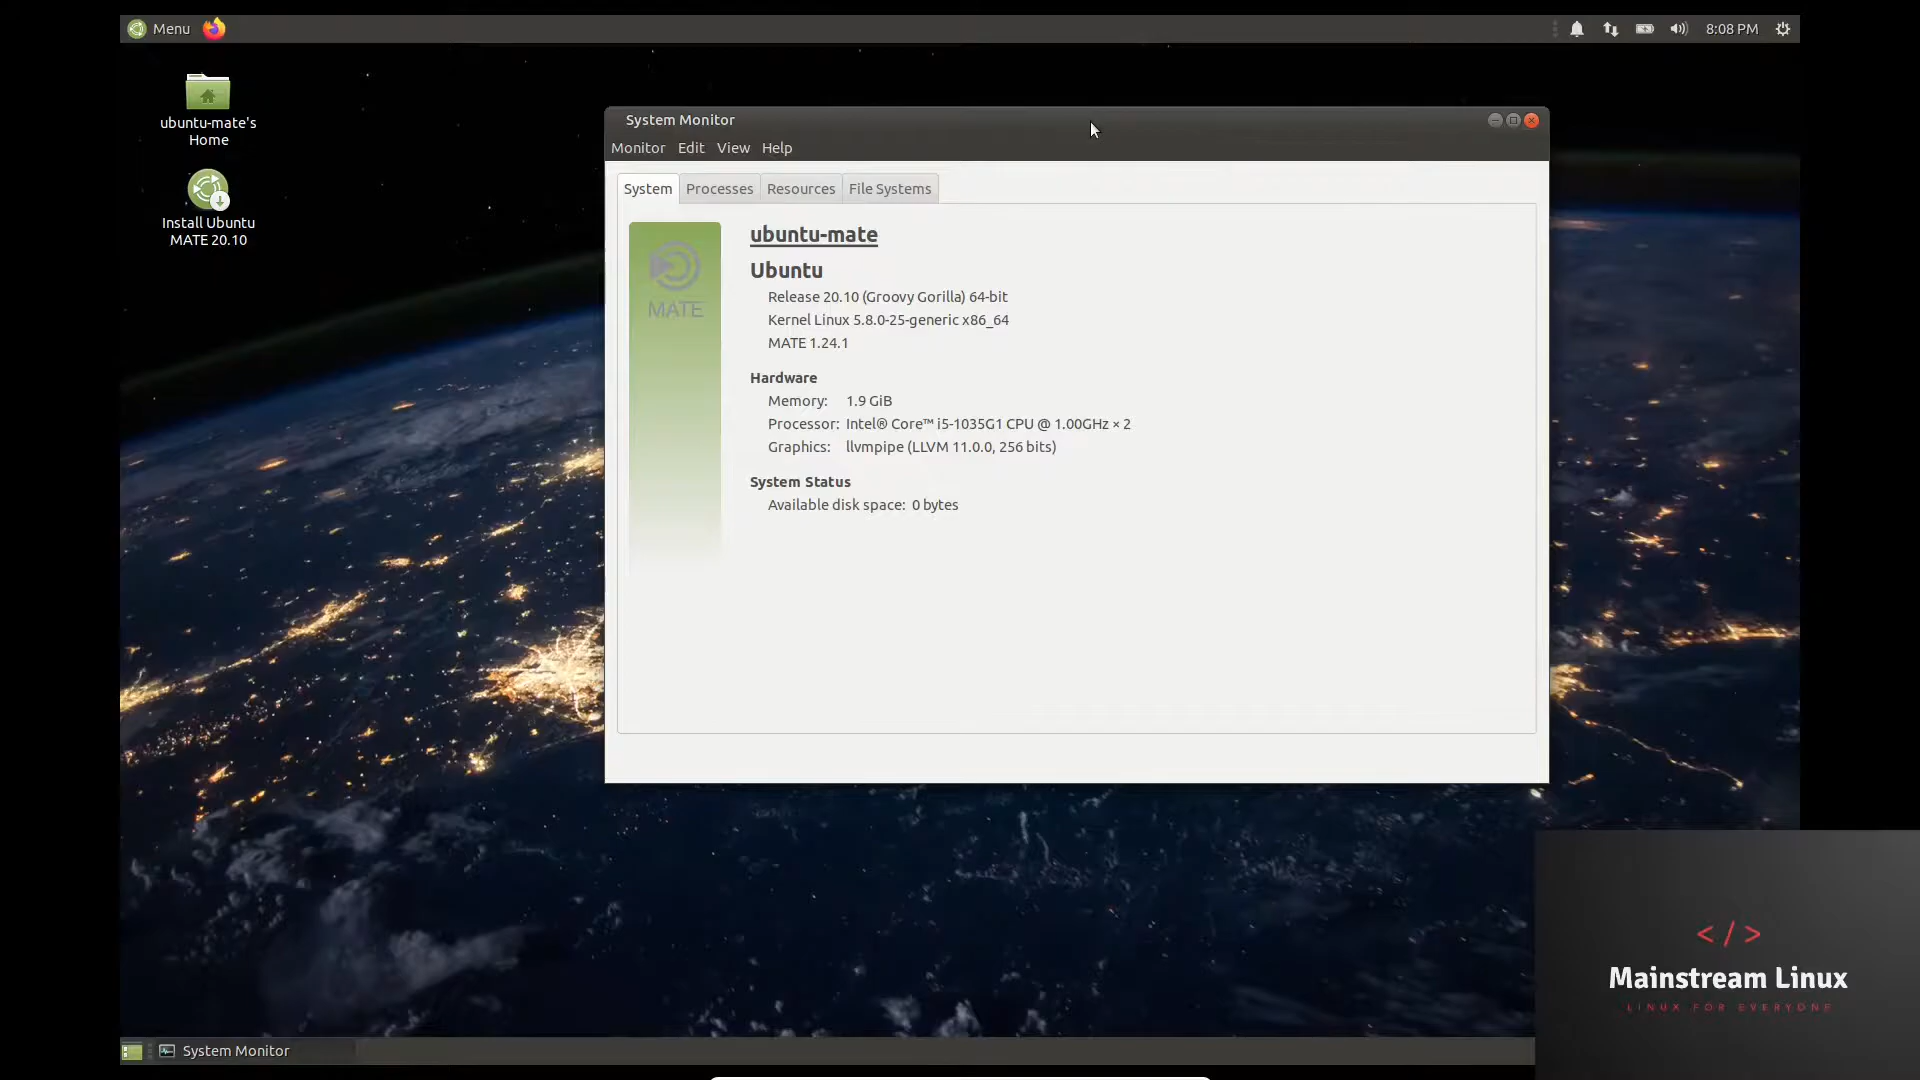 Menu
8:08 PM
ubuntu-mate's
Home
Install Ubuntu
MATE 20.10
System Monitor
Monitor Edit View Help
System Processes Resources File Systems
MATE
ubuntu-mate
Ubuntu
Release 20.10 (Groovy Gorilla) 64-bit
Kernel Linux 5.8.0-25-generic x86_64
MATE 1.24.1
Hardware
Memory: 1.9 GiB
Processor: Intel® Core™ i5-1035G1 CPU @ 1.00GHz × 2
Graphics: llvmpipe (LLVM 11.0.0, 256 bits)
System Status
Available disk space: 0 bytes
</>
Mainstream Linux
LINUX FOR EVERYONE
System Monitor